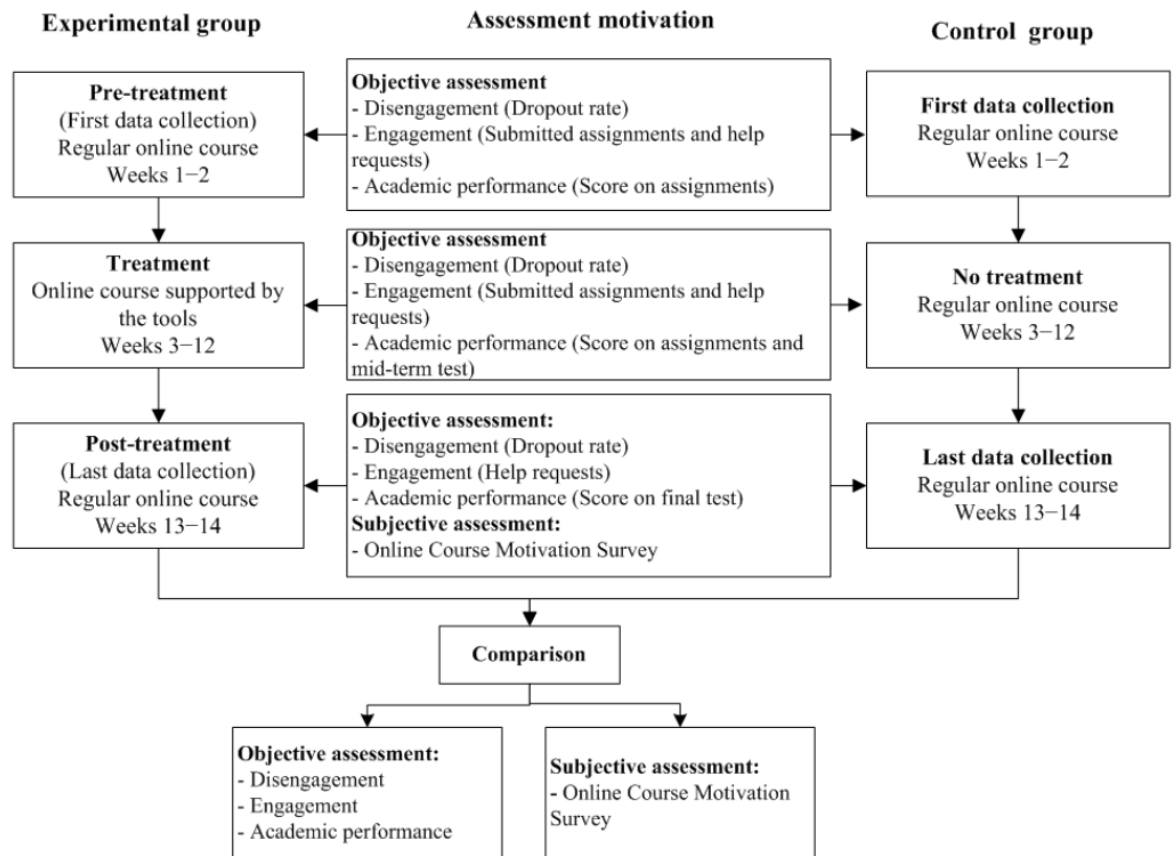 Experimental group
Assessment motivation
Control group
Pre-treatment
(First data collection)
Regular online course
Weeks 1−2
Objective assessment
- Disengagement (Dropout rate)
- Engagement (Submitted assignments and help
requests)
- Academic performance (Score on assignments)
First data collection
Regular online course
Weeks 1−2
Treatment
Online course supported by
the tools
Weeks 3−12
Objective assessment
- Disengagement (Dropout rate)
- Engagement (Submitted assignments and help
requests)
- Academic performance (Score on assignments and
mid-term test)
No treatment
Regular online course
Weeks 3−12
Post-treatment
(Last data collection)
Regular online course
Weeks 13−14
Objective assessment:
- Disengagement (Dropout rate)
- Engagement (Help requests)
- Academic performance (Score on final test)
Subjective assessment:
- Online Course Motivation Survey
Last data collection
Regular online course
Weeks 13−14
Comparison
Objective assessment:
- Disengagement
- Engagement
- Academic performance
Subjective assessment:
- Online Course Motivation
Survey